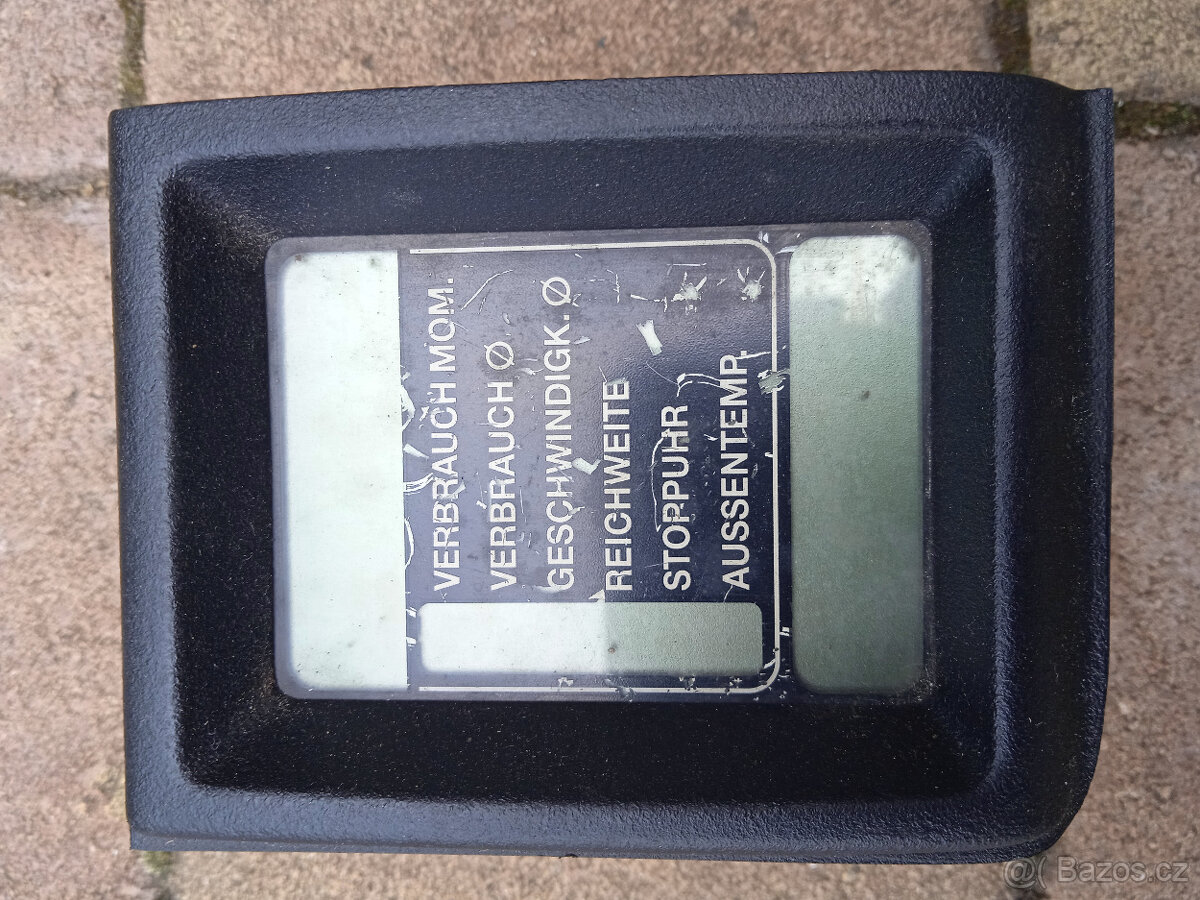 VERBRAUCH MOM.
VERBRAUCH Ø
GESCHWINDIGK. Ø
REICHWEITE
STOPPUHR
AUSSENTEMP.
@( Bazos.cz